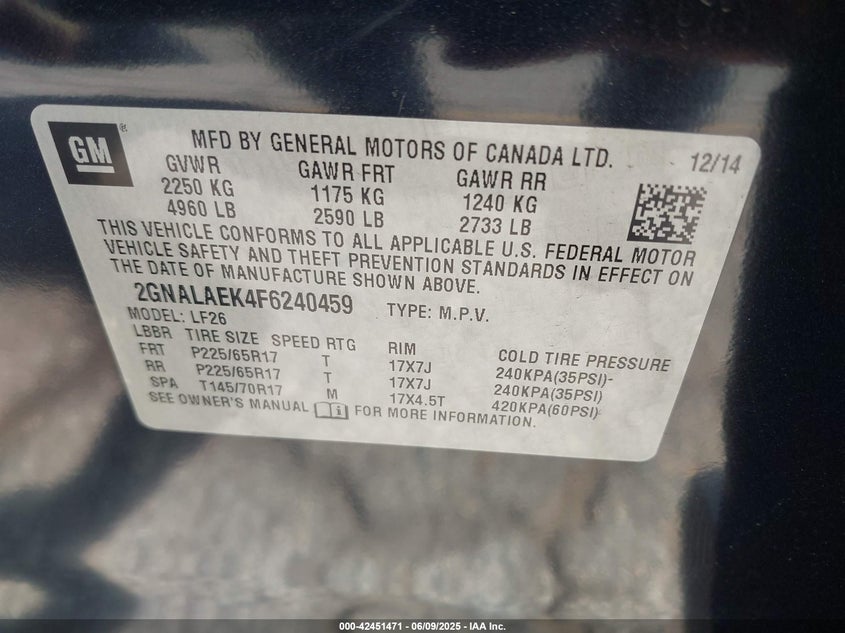 GM ®
MFD BY GENERAL MOTORS OF CANADA LTD. 12/14
GVWR GAWR FRT GAWR RR
2250 KG 1175 KG 1240 KG
4960 LB 2590 LB 2733 LB
THIS VEHICLE CONFORMS TO ALL APPLICABLE U.S. FEDERAL MOTOR
VEHICLE SAFETY AND THEFT PREVENTION STANDARDS IN EFFECT ON
THE DATE OF MANUFACTURE SHOWN ABOVE.
2GNALAEK4F6240459 TYPE: M.P.V.
MODEL: LF26
LBBR TIRE SIZE SPEED RTG RIM COLD TIRE PRESSURE
FRT P225/65R17 T 17X7J 240KPA(35PSI)
RR P225/65R17 T 17X7J 240KPA(35PSI)
SPA T145/70R17 M 17X4.5T 420KPA(60PSI)
SEE OWNER'S MANUAL i FOR MORE INFORMATION.
000-42451471 - 06/09/2025 - IAA Inc.